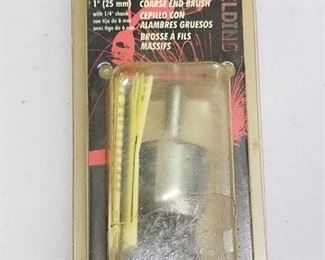 1" (25 mm)
with 1/4" shank
con tija de 6 mm
avec tige de 6 mm
COARSE END BRUSH
CEPILLO CON
ALAMBRES GRUESOS
BROSSE À FILS
MASSIFS
LDING